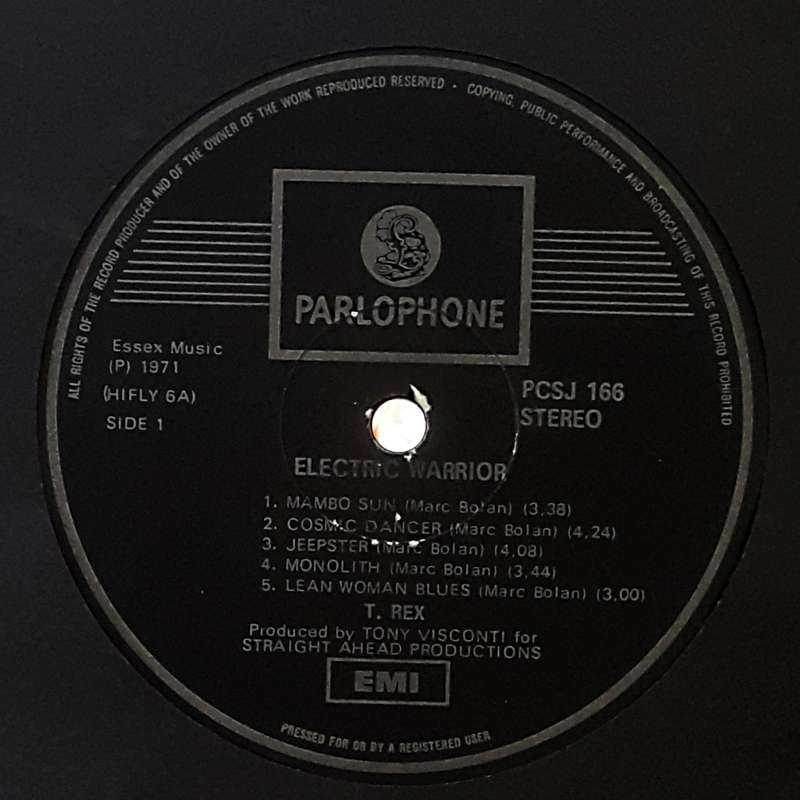 ALL RIGHTS OF THE RECORD PRODUCER AND OF THE OWNER OF THE WORK REPRODUCED RESERVED · COPYING, PUBLIC PERFORMANCE AND BROADCASTING OF THIS RECORD PROHIBITED
PARLOPHONE
Essex Music
(P) 1971
(HIFLY 6A)
SIDE 1
PCSJ 166
STEREO
ELECTRIC WARRIOR
1. MAMBO SUN (Marc Bolan) (3,38)
2. COSMIC DANCER (Marc Bolan) (4,24)
3. JEEPSTER (Marc Bolan) (4,08)
4. MONOLITH (Marc Bolan) (3,44)
5. LEAN WOMAN BLUES (Marc Bolan) (3,00)
T. REX
Produced by TONY VISCONTI for
STRAIGHT AHEAD PRODUCTIONS
EMI
PRESSED FOR OR BY A REGISTERED USER